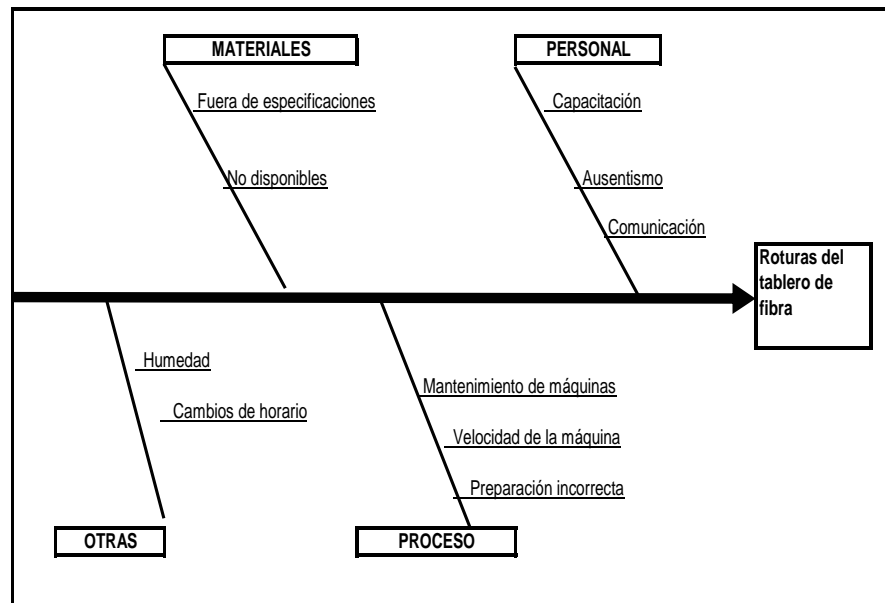 MATERIALES
PERSONAL
Fuera de especificaciones
Capacitación
No disponibles
Ausentismo
Comunicación
Roturas del
tablero de
fibra
Humedad
Mantenimiento de máquinas
Cambios de horario
Velocidad de la máquina
Preparación incorrecta
OTRAS
PROCESO